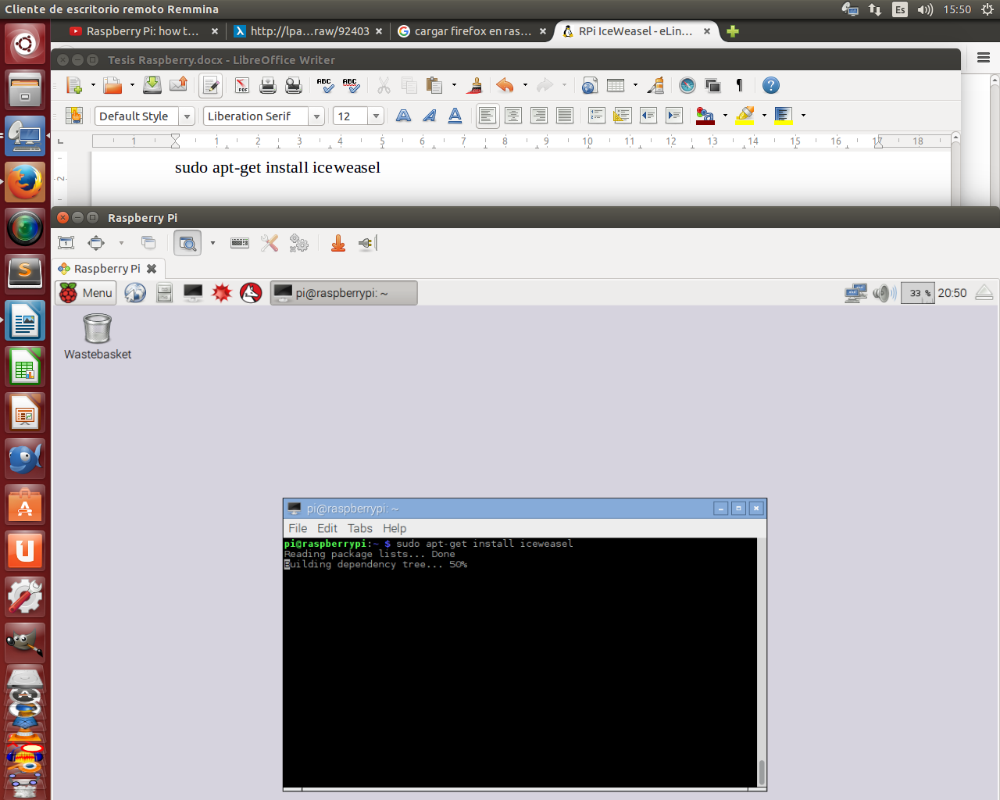 Cliente de escritorio remoto Remmina
Es
15:50
Raspberry Pi: how t...
http://lpa...raw/92403
cargar firefox en ras...
RPi IceWeasel - eLin...
Tesis Raspberry.docx - LibreOffice Writer
Default Style
Liberation Serif
12
1 1 2 3 4 5 6 7 8 9 10 11 12 13 14 15 16 17 18
2
sudo apt-get install iceweasel
Raspberry Pi
Raspberry Pi
Menu
pi@raspberrypi: ~
33 %
20:50
Wastebasket
pi@raspberrypi: ~
File Edit Tabs Help
pi@raspberrypi:~ $ sudo apt-get install iceweasel
Reading package lists... Done
Building dependency tree... 50%